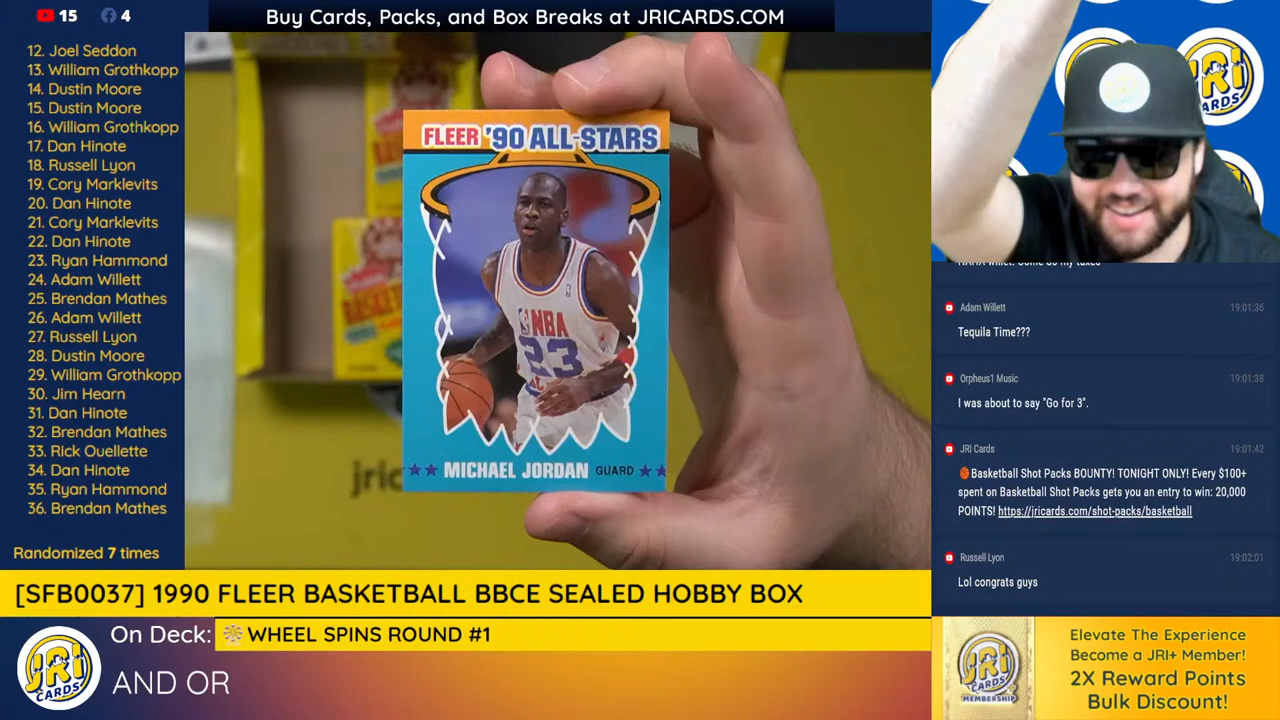 15
4
Buy Cards, Packs, and Box Breaks at JRICARDS.COM
12. Joel Seddon
13. William Grothkopp
14. Dustin Moore
15. Dustin Moore
16. William Grothkopp
17. Dan Hinote
18. Russell Lyon
19. Cory Marklevits
20. Dan Hinote
21. Cory Marklevits
22. Dan Hinote
23. Ryan Hammond
24. Adam Willett
25. Brendan Mathes
26. Adam Willett
27. Russell Lyon
28. Dustin Moore
29. William Grothkopp
30. Jim Hearn
31. Dan Hinote
32. Brendan Mathes
33. Rick Ouellette
34. Dan Hinote
35. Ryan Hammond
36. Brendan Mathes
Randomized 7 times
FLEER '90 ALL-STARS
NBA
23
MICHAEL JORDAN GUARD
jric
JRI
CARDS
Adam Willett 19:01:36
Tequila Time???
Orpheus1 Music 19:01:38
I was about to say "Go for 3".
JRI Cards 19:01:42
Basketball Shot Packs BOUNTY! TONIGHT ONLY! Every $100+
spent on Basketball Shot Packs gets you an entry to win: 20,000
POINTS! https://jricards.com/shot-packs/basketball
Russell Lyon 19:02:01
Lol congrats guys
[SFB0037] 1990 FLEER BASKETBALL BBCE SEALED HOBBY BOX
On Deck: WHEEL SPINS ROUND #1
JRI
CARDS
AND OR
JRI
CARDS
MEMBERSHIP
Elevate The Experience
Become a JRI+ Member!
2X Reward Points
Bulk Discount!